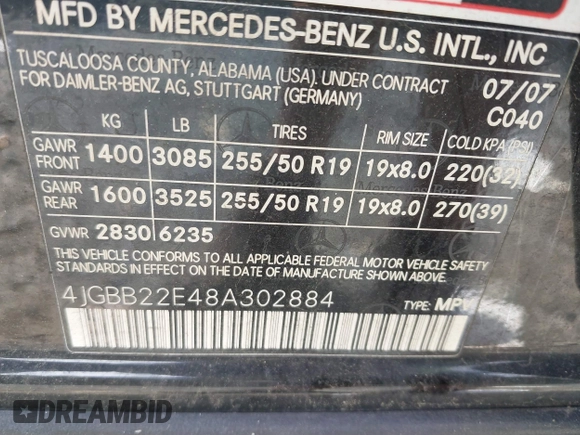 MFD BY MERCEDES-BENZ U.S. INTL., INC
TUSCALOOSA COUNTY, ALABAMA (USA). UNDER CONTRACT
FOR DAIMLER-BENZ AG, STUTTGART (GERMANY)
07/07
C040
KG LB TIRES RIM SIZE COLD KPA(PSI)
GAWR FRONT 1400 3085 255/50 R19 19x8.0 220(32)
GAWR REAR 1600 3525 255/50 R19 19x8.0 270(39)
GVWR 2830 6235
THIS VEHICLE CONFORMS TO ALL APPLICABLE FEDERAL MOTOR VEHICLE SAFETY AND
THEFT PREVENTION STANDARDS IN EFFECT ON THE DATE OF MANUFACTURE SHOWN ABOVE.
4JGBB22E48A302884 TYPE: MPV
DREAMBID